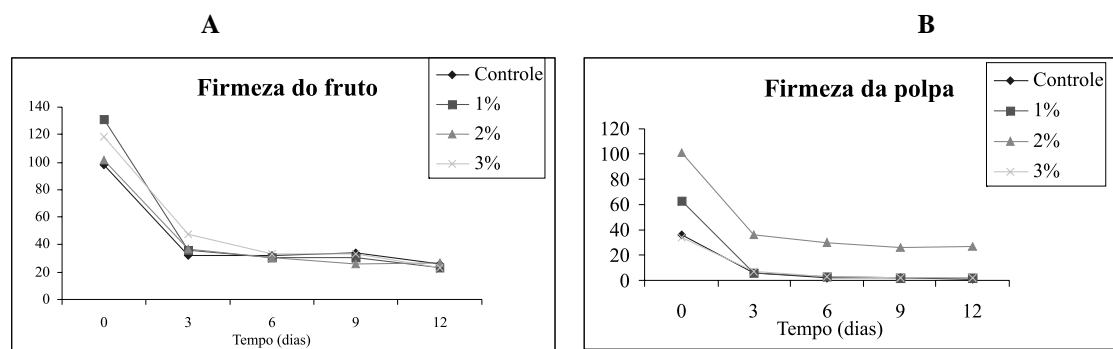 A
Firmeza do fruto
Controle
1%
2%
3%
140
120
100
80
60
40
20
0
0 3 6 9 12
Tempo (dias)
B
Firmeza da polpa
Controle
1%
2%
3%
120
100
80
60
40
20
0
0 3 6 9 12
Tempo (dias)